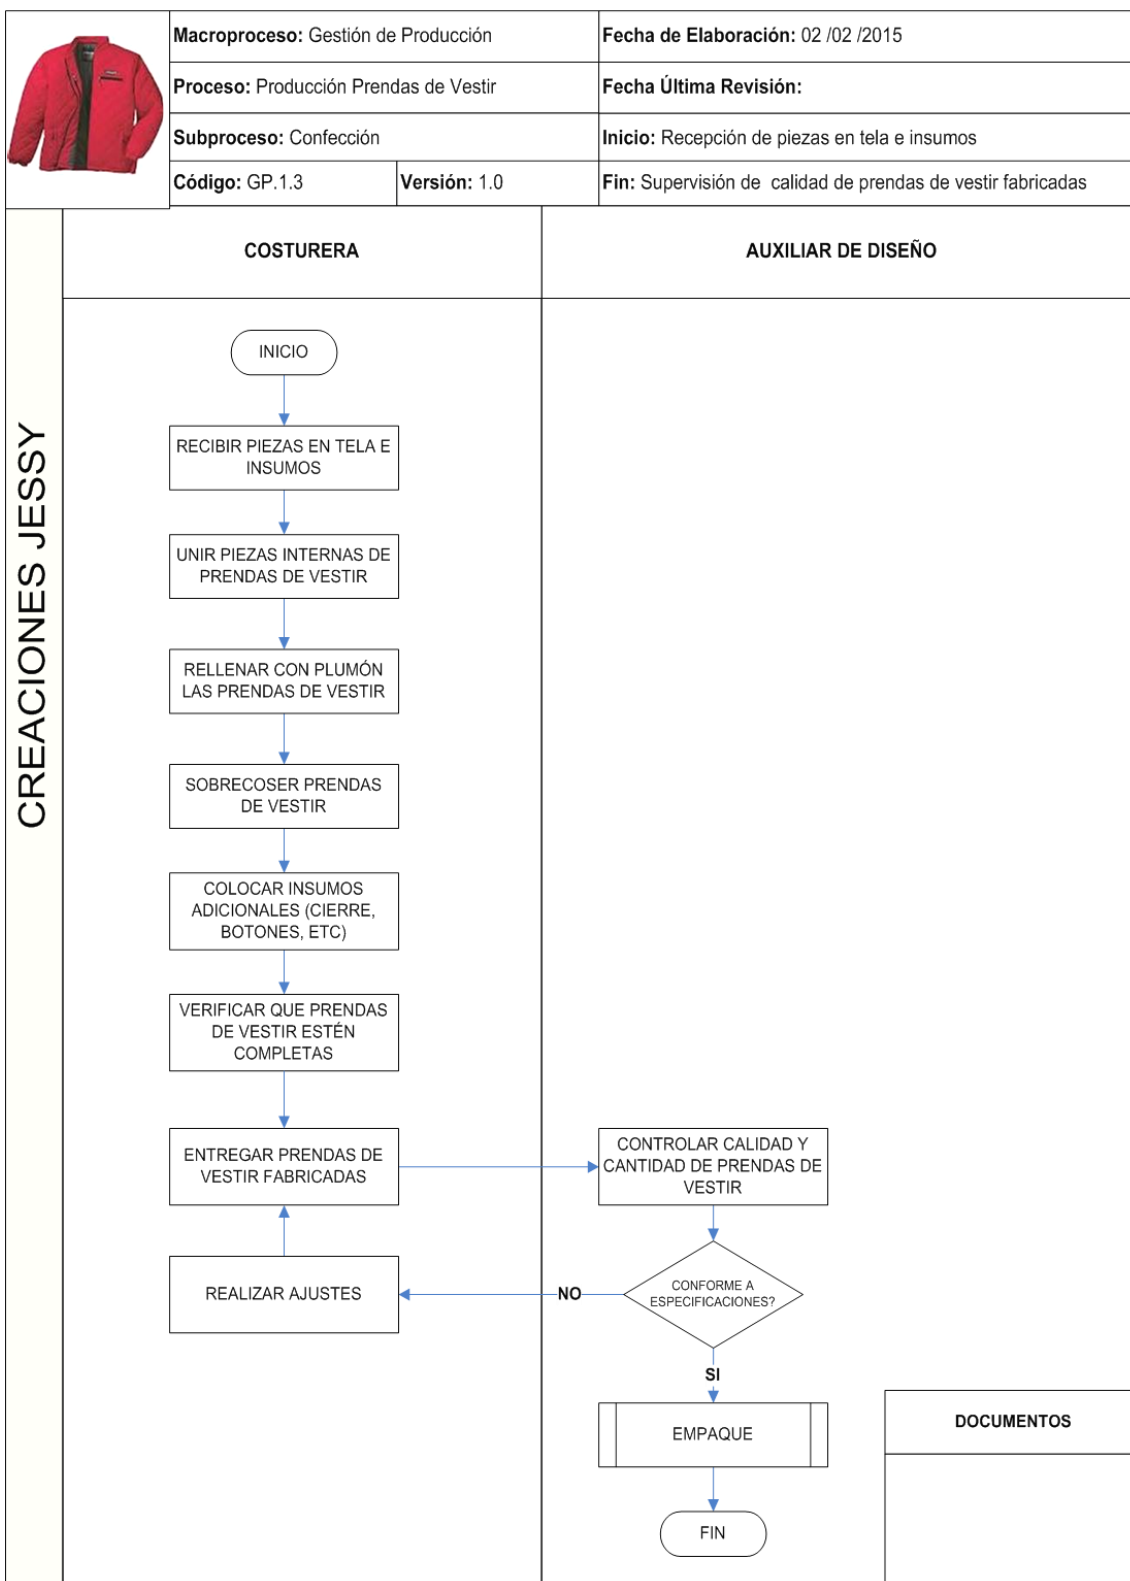 Macroproceso: Gestión de Producción
Fecha de Elaboración: 02 /02 /2015
Proceso: Producción Prendas de Vestir
Fecha Última Revisión:
Subproceso: Confección
Inicio: Recepción de piezas en tela e insumos
Código: GP.1.3
Versión: 1.0
Fin: Supervisión de calidad de prendas de vestir fabricadas
CREACIONES JESSY
COSTURERA
AUXILIAR DE DISEÑO
INICIO
RECIBIR PIEZAS EN TELA E
INSUMOS
UNIR PIEZAS INTERNAS DE
PRENDAS DE VESTIR
RELLENAR CON PLUMÓN
LAS PRENDAS DE VESTIR
SOBRECOSER PRENDAS
DE VESTIR
COLOCAR INSUMOS
ADICIONALES (CIERRE,
BOTONES, ETC)
VERIFICAR QUE PRENDAS
DE VESTIR ESTÉN
COMPLETAS
ENTREGAR PRENDAS DE
VESTIR FABRICADAS
CONTROLAR CALIDAD Y
CANTIDAD DE PRENDAS DE
VESTIR
CONFORME A
ESPECIFICACIONES?
NO
REALIZAR AJUSTES
SI
EMPAQUE
FIN
DOCUMENTOS